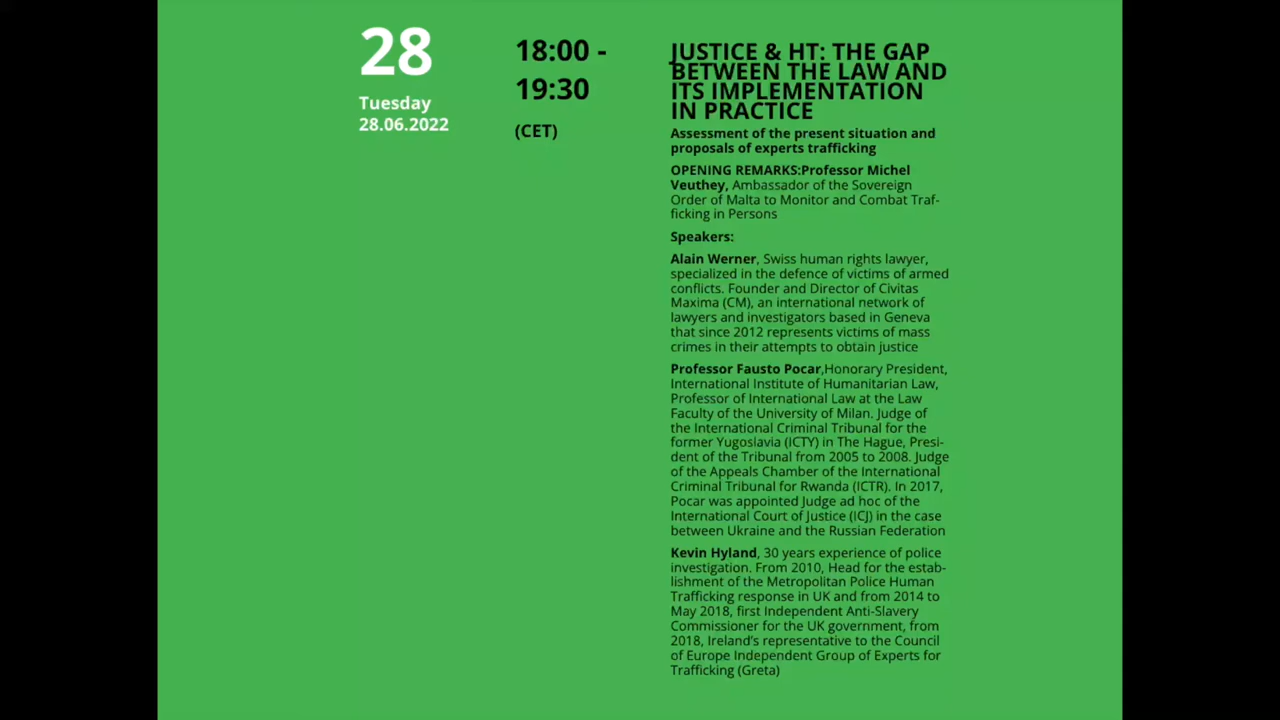 28
Tuesday
28.06.2022
18:00 -
19:30
(CET)
JUSTICE & HT: THE GAP
BETWEEN THE LAW AND
ITS IMPLEMENTATION
IN PRACTICE
Assessment of the present situation and
proposals of experts trafficking
OPENING REMARKS:Professor Michel
Veuthey, Ambassador of the Sovereign
Order of Malta to Monitor and Combat Traf-
ficking in Persons
Speakers:
Alain Werner, Swiss human rights lawyer,
specialized in the defence of victims of armed
conflicts. Founder and Director of Civitas
Maxima (CM), an international network of
lawyers and investigators based in Geneva
that since 2012 represents victims of mass
crimes in their attempts to obtain justice
Professor Fausto Pocar,Honorary President,
International Institute of Humanitarian Law,
Professor of International Law at the Law
Faculty of the University of Milan. Judge of
the International Criminal Tribunal for the
former Yugoslavia (ICTY) in The Hague, Presi-
dent of the Tribunal from 2005 to 2008. Judge
of the Appeals Chamber of the International
Criminal Tribunal for Rwanda (ICTR). In 2017,
Pocar was appointed Judge ad hoc of the
International Court of Justice (ICJ) in the case
between Ukraine and the Russian Federation
Kevin Hyland, 30 years experience of police
investigation. From 2010, Head for the estab-
lishment of the Metropolitan Police Human
Trafficking response in UK and from 2014 to
May 2018, first Independent Anti-Slavery
Commissioner for the UK government, from
2018, Ireland's representative to the Council
of Europe Independent Group of Experts for
Trafficking (Greta)